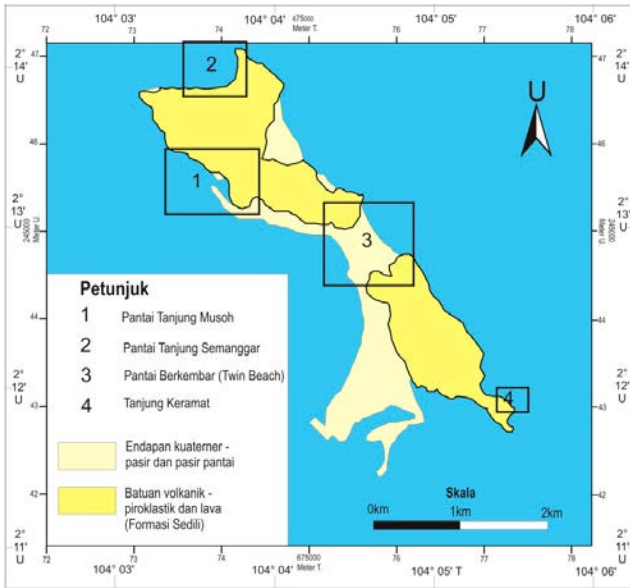 104° 03'
104° 04'
104° 05'
104° 06'
675000
Meter T.
72
73
74
76
77
78
2°
14'
U
47
46
2°
13'
U
245000
Meter U.
44
2°
12'
U
43
42
2°
11'
U
47
2°
14'
U
46
2°
13'
U
245000
Meter U.
44
2°
12'
U
43
42
2°
11'
U
U
2
1
3
4
Petunjuk
1 Pantai Tanjung Musoh
2 Pantai Tanjung Semanggar
3 Pantai Berkembar (Twin Beach)
4 Tanjung Keramat
Endapan kuaterner -
pasir dan pasir pantai
Batuan volkanik -
piroklastik dan lava
(Formasi Sedili)
Skala
0km 1km 2km
72
73
74
675000
Meter T.
76
77
78
104° 03'
104° 04'
104° 05' T
104° 06'